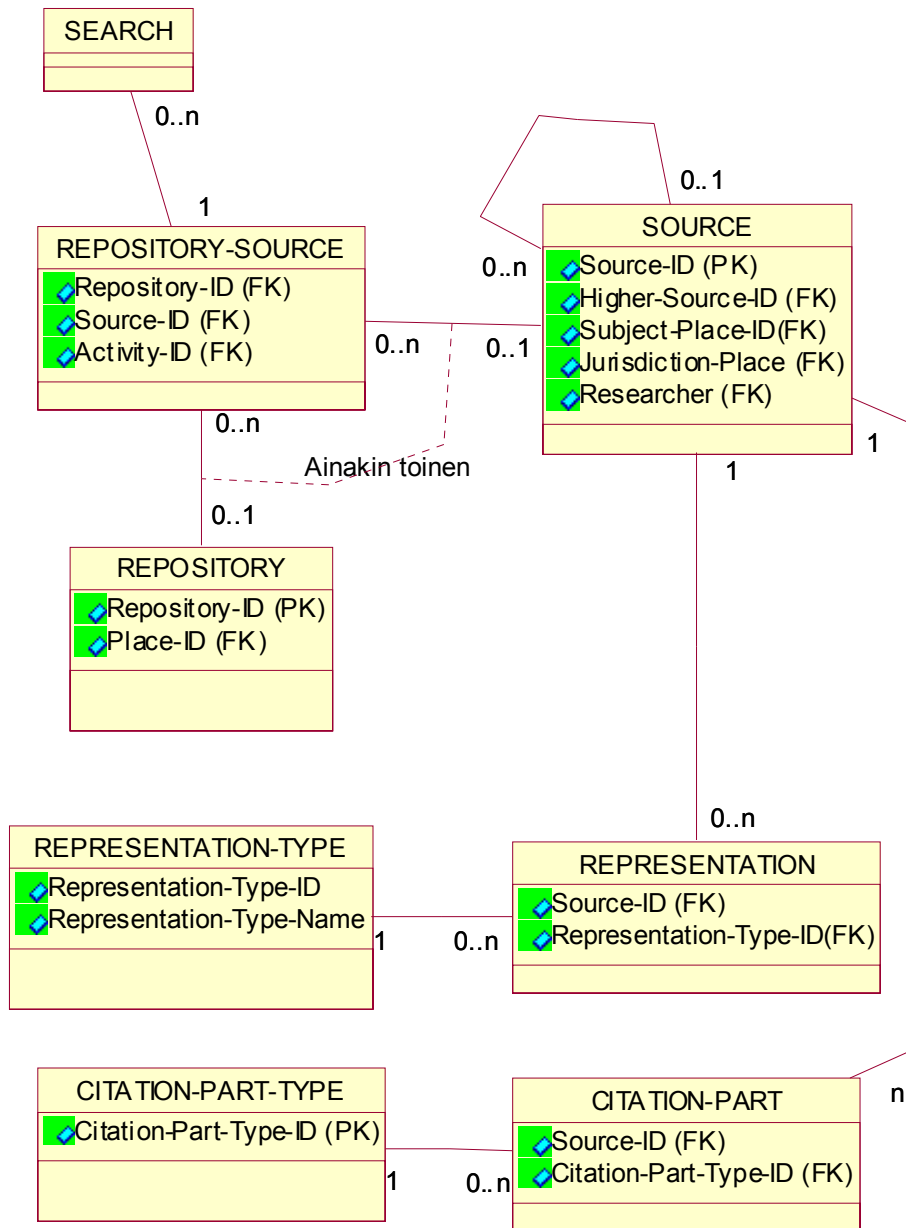 SEARCH
0..n
1
REPOSITORY-SOURCE
Repository-ID (FK)
Source-ID (FK)
Activity-ID (FK)
0..n
0..1
0..n
0..1
0..n
SOURCE
Source-ID (PK)
Higher-Source-ID (FK)
Subject-Place-ID(FK)
Jurisdiction-Place (FK)
Researcher (FK)
1
1
Ainakin toinen
0..1
REPOSITORY
Repository-ID (PK)
Place-ID (FK)
0..n
REPRESENTATION-TYPE
Representation-Type-ID
Representation-Type-Name
1
0..n
REPRESENTATION
Source-ID (FK)
Representation-Type-ID(FK)
CITATION-PART-TYPE
Citation-Part-Type-ID (PK)
1
0..n
CITATION-PART
Source-ID (FK)
Citation-Part-Type-ID (FK)
n